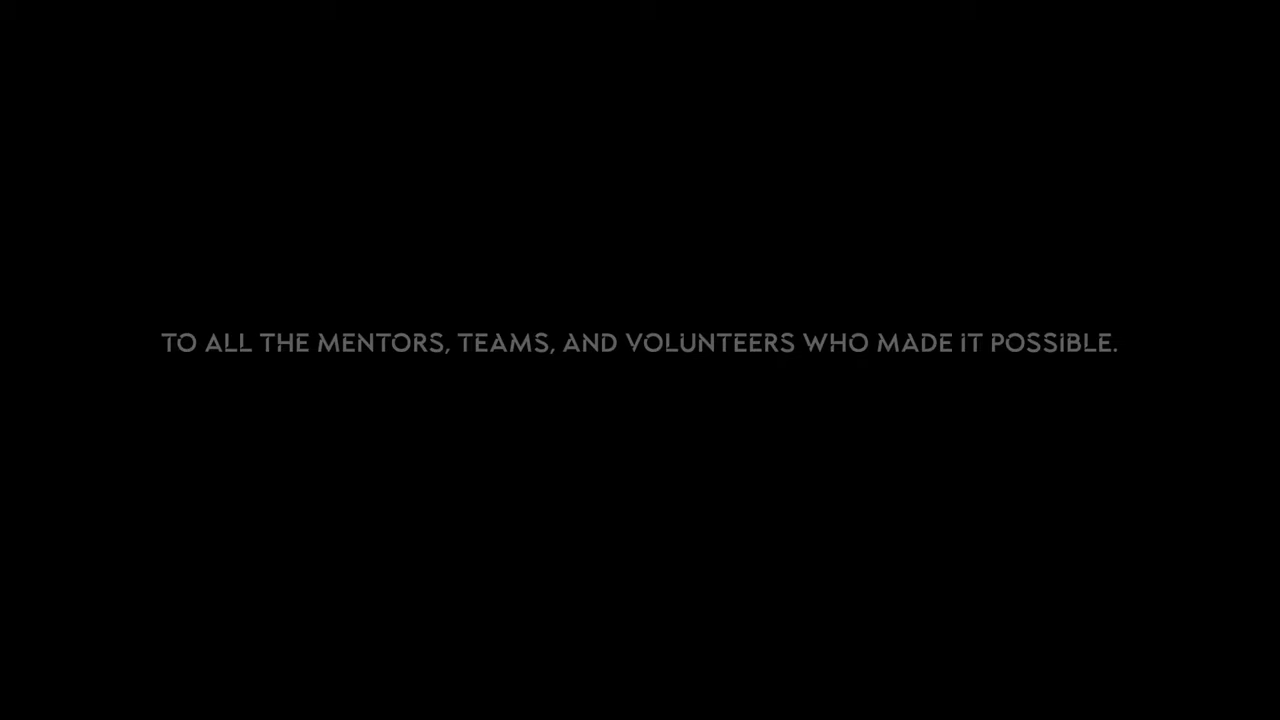 TO ALL THE MENTORS, TEAMS, AND VOLUNTEERS WHO MADE IT POSSIBLE.